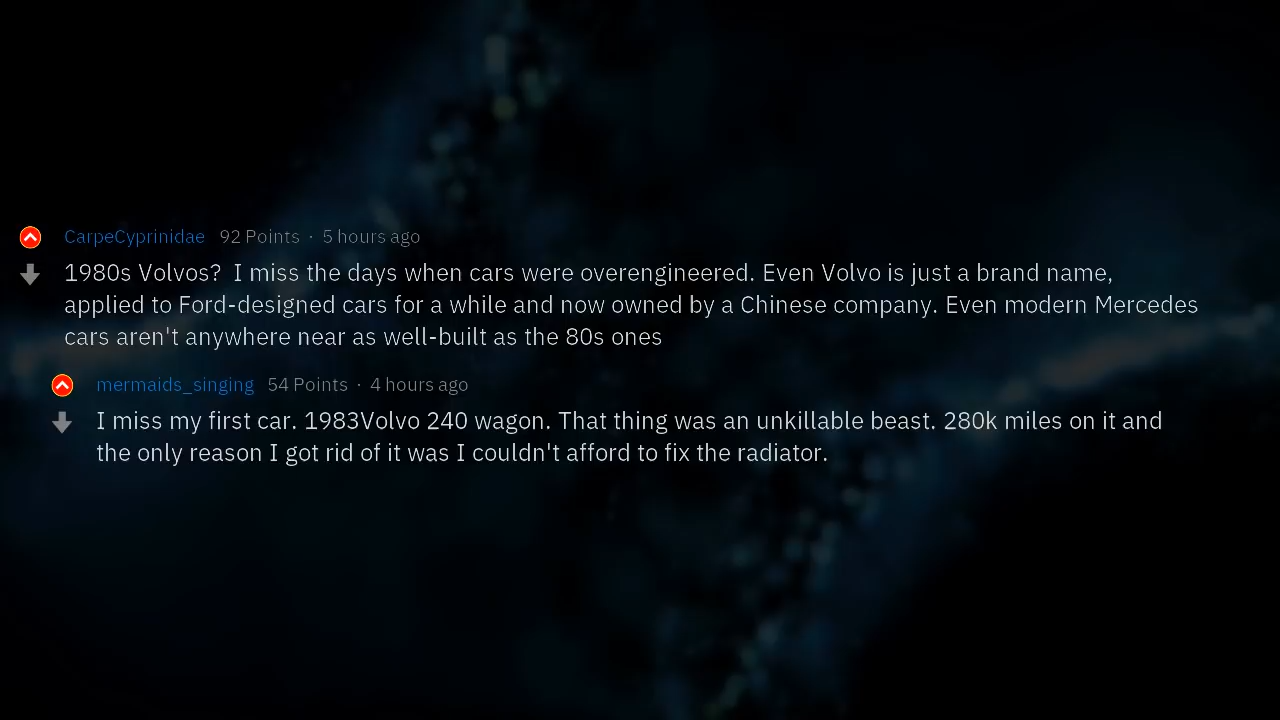 CarpeCyprinidae 92 Points · 5 hours ago
1980s Volvos?  I miss the days when cars were overengineered. Even Volvo is just a brand name,
applied to Ford-designed cars for a while and now owned by a Chinese company. Even modern Mercedes
cars aren't anywhere near as well-built as the 80s ones
mermaids_singing 54 Points · 4 hours ago
I miss my first car. 1983Volvo 240 wagon. That thing was an unkillable beast. 280k miles on it and
the only reason I got rid of it was I couldn't afford to fix the radiator.